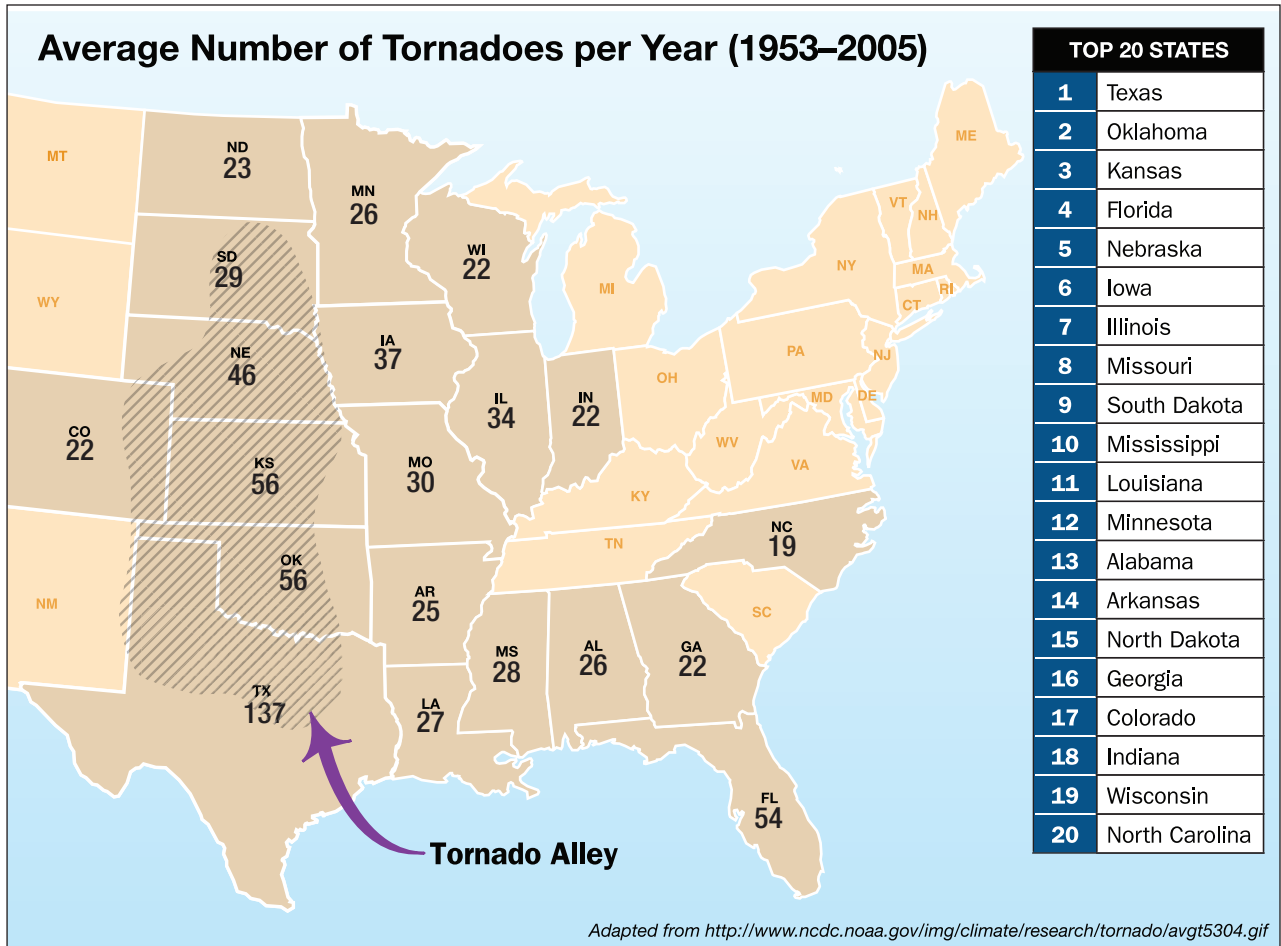 Average Number of Tornadoes per Year (1953–2005)
MT
ND
23
MN
26
WI
22
SD
29
WY
NE
46
IA
37
MI
ME
VT
NH
NY
MA
RI
CT
PA
NJ
OH
MD
DE
IL
34
IN
22
WV
VA
CO
22
KS
56
MO
30
KY
NC
19
TN
OK
56
AR
25
SC
NM
MS
28
AL
26
GA
22
TX
137
LA
27
FL
54
Tornado Alley
TOP 20 STATES
1 Texas
2 Oklahoma
3 Kansas
4 Florida
5 Nebraska
6 Iowa
7 Illinois
8 Missouri
9 South Dakota
10 Mississippi
11 Louisiana
12 Minnesota
13 Alabama
14 Arkansas
15 North Dakota
16 Georgia
17 Colorado
18 Indiana
19 Wisconsin
20 North Carolina
Adapted from http://www.ncdc.noaa.gov/img/climate/research/tornado/avgt5304.gif